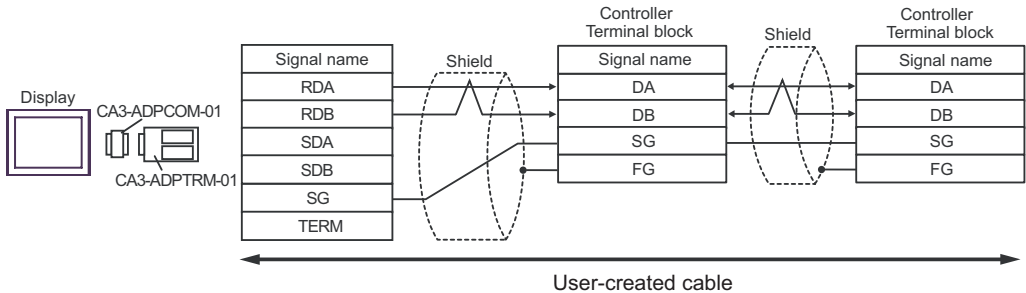 Display
CA3-ADPCOM-01
CA3-ADPTRM-01
Signal name
RDA
RDB
SDA
SDB
SG
TERM
Shield
Controller
Terminal block
Signal name
DA
DB
SG
FG
Shield
Controller
Terminal block
Signal name
DA
DB
SG
FG
User-created cable